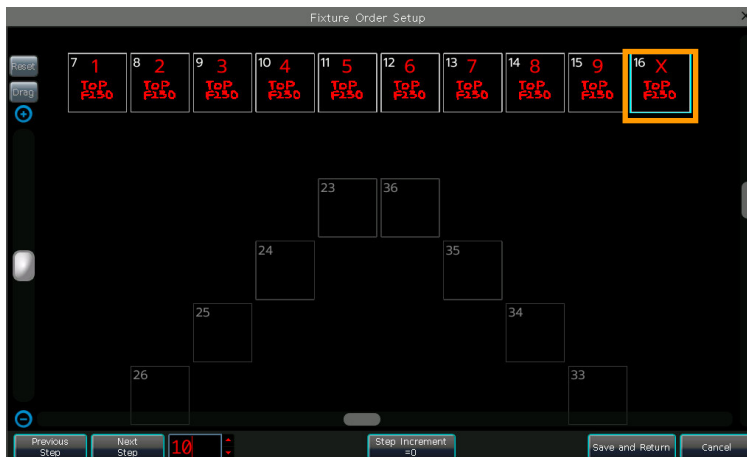 Fixture Order Setup
Reset
Drag
7 1
ToP
F150
8 2
ToP
F150
9 3
ToP
F150
10 4
ToP
F150
11 5
ToP
F150
12 6
ToP
F150
13 7
ToP
F150
14 8
ToP
F150
15 9
ToP
F150
16 X
ToP
F150
23
36
24
35
25
34
26
33
Previous
Step
Next
Step
10
Step Increment
=0
Save and Return
Cancel